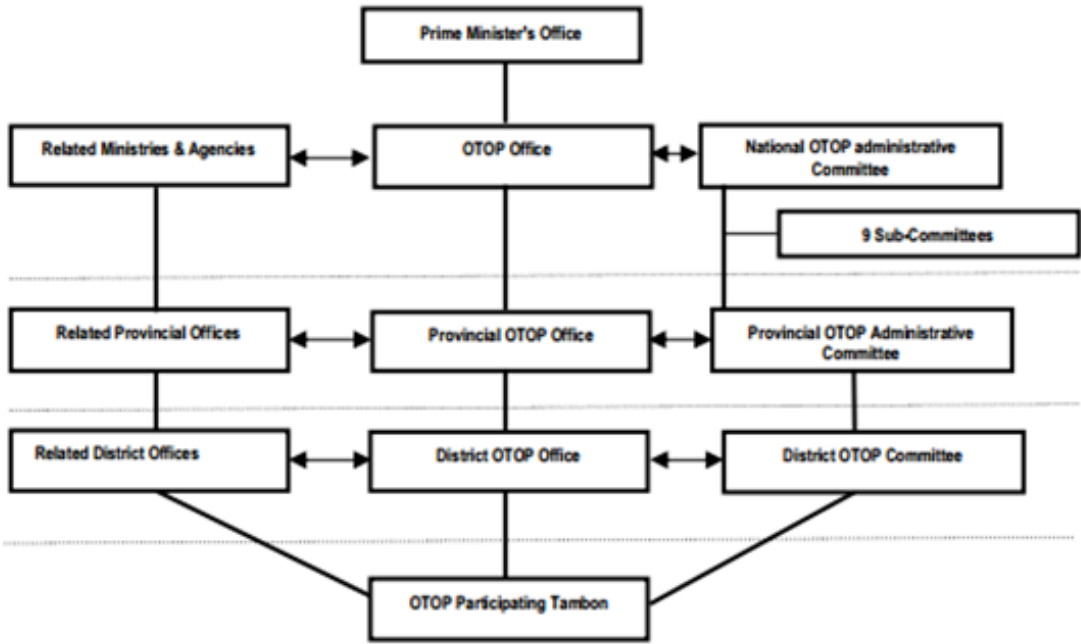 Prime Minister's Office
Related Ministries & Agencies
OTOP Office
National OTOP administrative
Committee
9 Sub-Committees
Related Provincial Offices
Provincial OTOP Office
Provincial OTOP Administrative
Committee
Related District Offices
District OTOP Office
District OTOP Committee
OTOP Participating Tambon